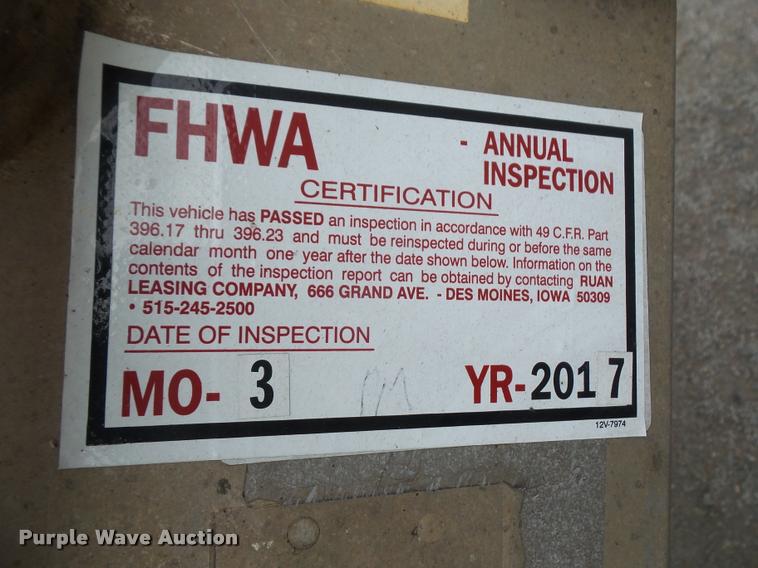 FHWA - ANNUAL
INSPECTION
CERTIFICATION
This vehicle has PASSED an inspection in accordance with 49 C.F.R. Part
396.17 thru 396.23 and must be reinspected during or before the same
calendar month one year after the date shown below. Information on the
contents of the inspection report can be obtained by contacting RUAN
LEASING COMPANY, 666 GRAND AVE. - DES MOINES, IOWA 50309
• 515-245-2500
DATE OF INSPECTION
MO- 3 YR-2017
12V-7974
Purple Wave Auction